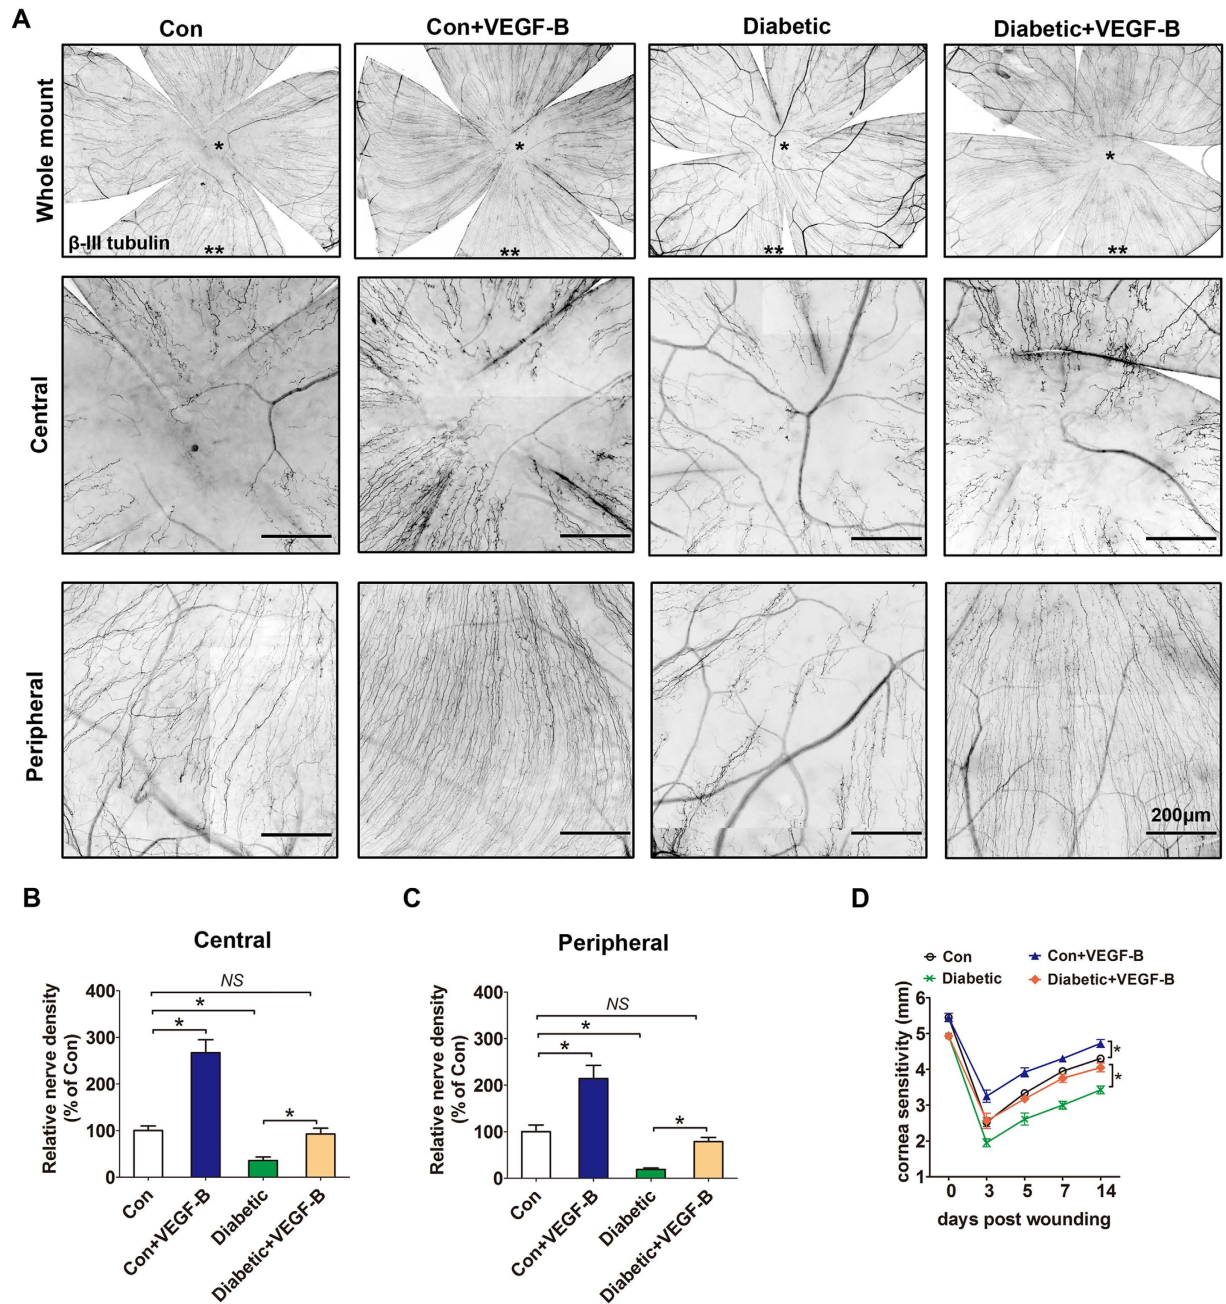 A
Con
Con+VEGF-B
Diabetic
Diabetic+VEGF-B
Whole mount
*
*
*
*
β-III tubulin
**
**
**
**
Central
Peripheral
200μm
B
Central
Relative nerve density
(% of Con)
400
300
200
100
0
NS
*
*
*
Con
Con+VEGF-B
Diabetic
Diabetic+VEGF-B
C
Peripheral
Relative nerve density
(% of Con)
400
300
200
100
0
NS
*
*
*
Con
Con+VEGF-B
Diabetic
Diabetic+VEGF-B
D
Con
Con+VEGF-B
Diabetic
Diabetic+VEGF-B
cornea sensitivity (mm)
6
5
4
3
2
1
*
*
0 3 5 7 14
days post wounding